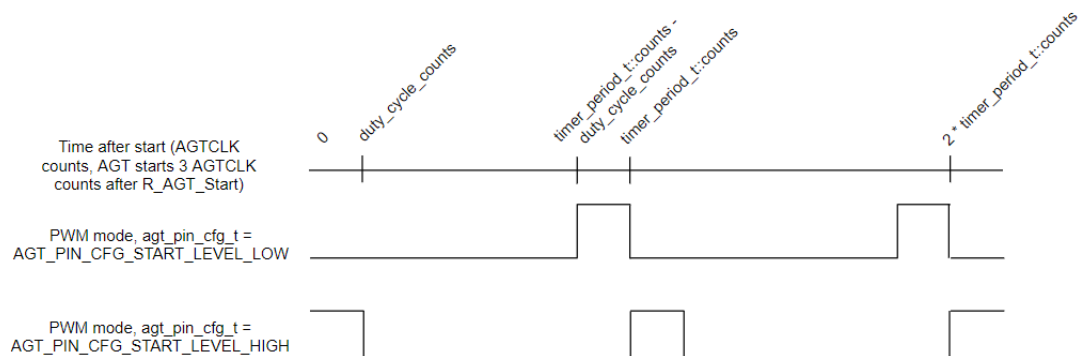 0
duty_cycle_counts
timer_period_t::counts -
duty_cycle_counts
timer_period_t::counts
2 * timer_period_t::counts
Time after start (AGTCLK
counts, AGT starts 3 AGTCLK
counts after R_AGT_Start)
PWM mode, agt_pin_cfg_t =
AGT_PIN_CFG_START_LEVEL_LOW
PWM mode, agt_pin_cfg_t =
AGT_PIN_CFG_START_LEVEL_HIGH